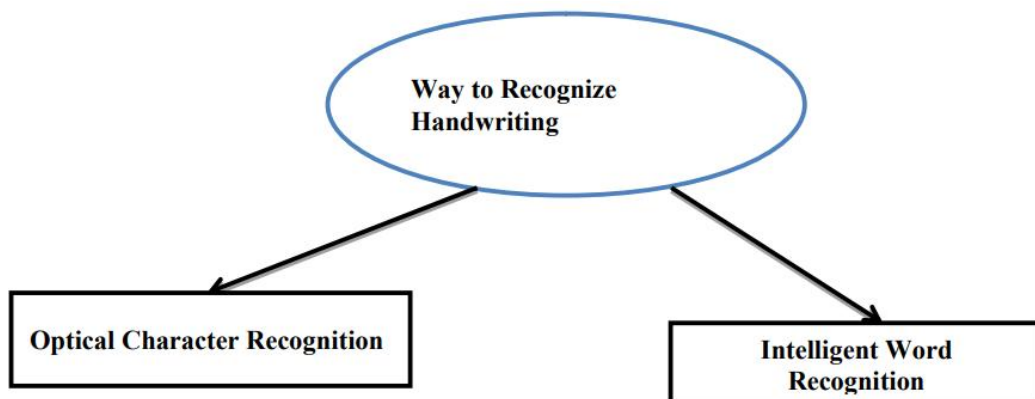 Way to Recognize
Handwriting
Optical Character Recognition
Intelligent Word
Recognition